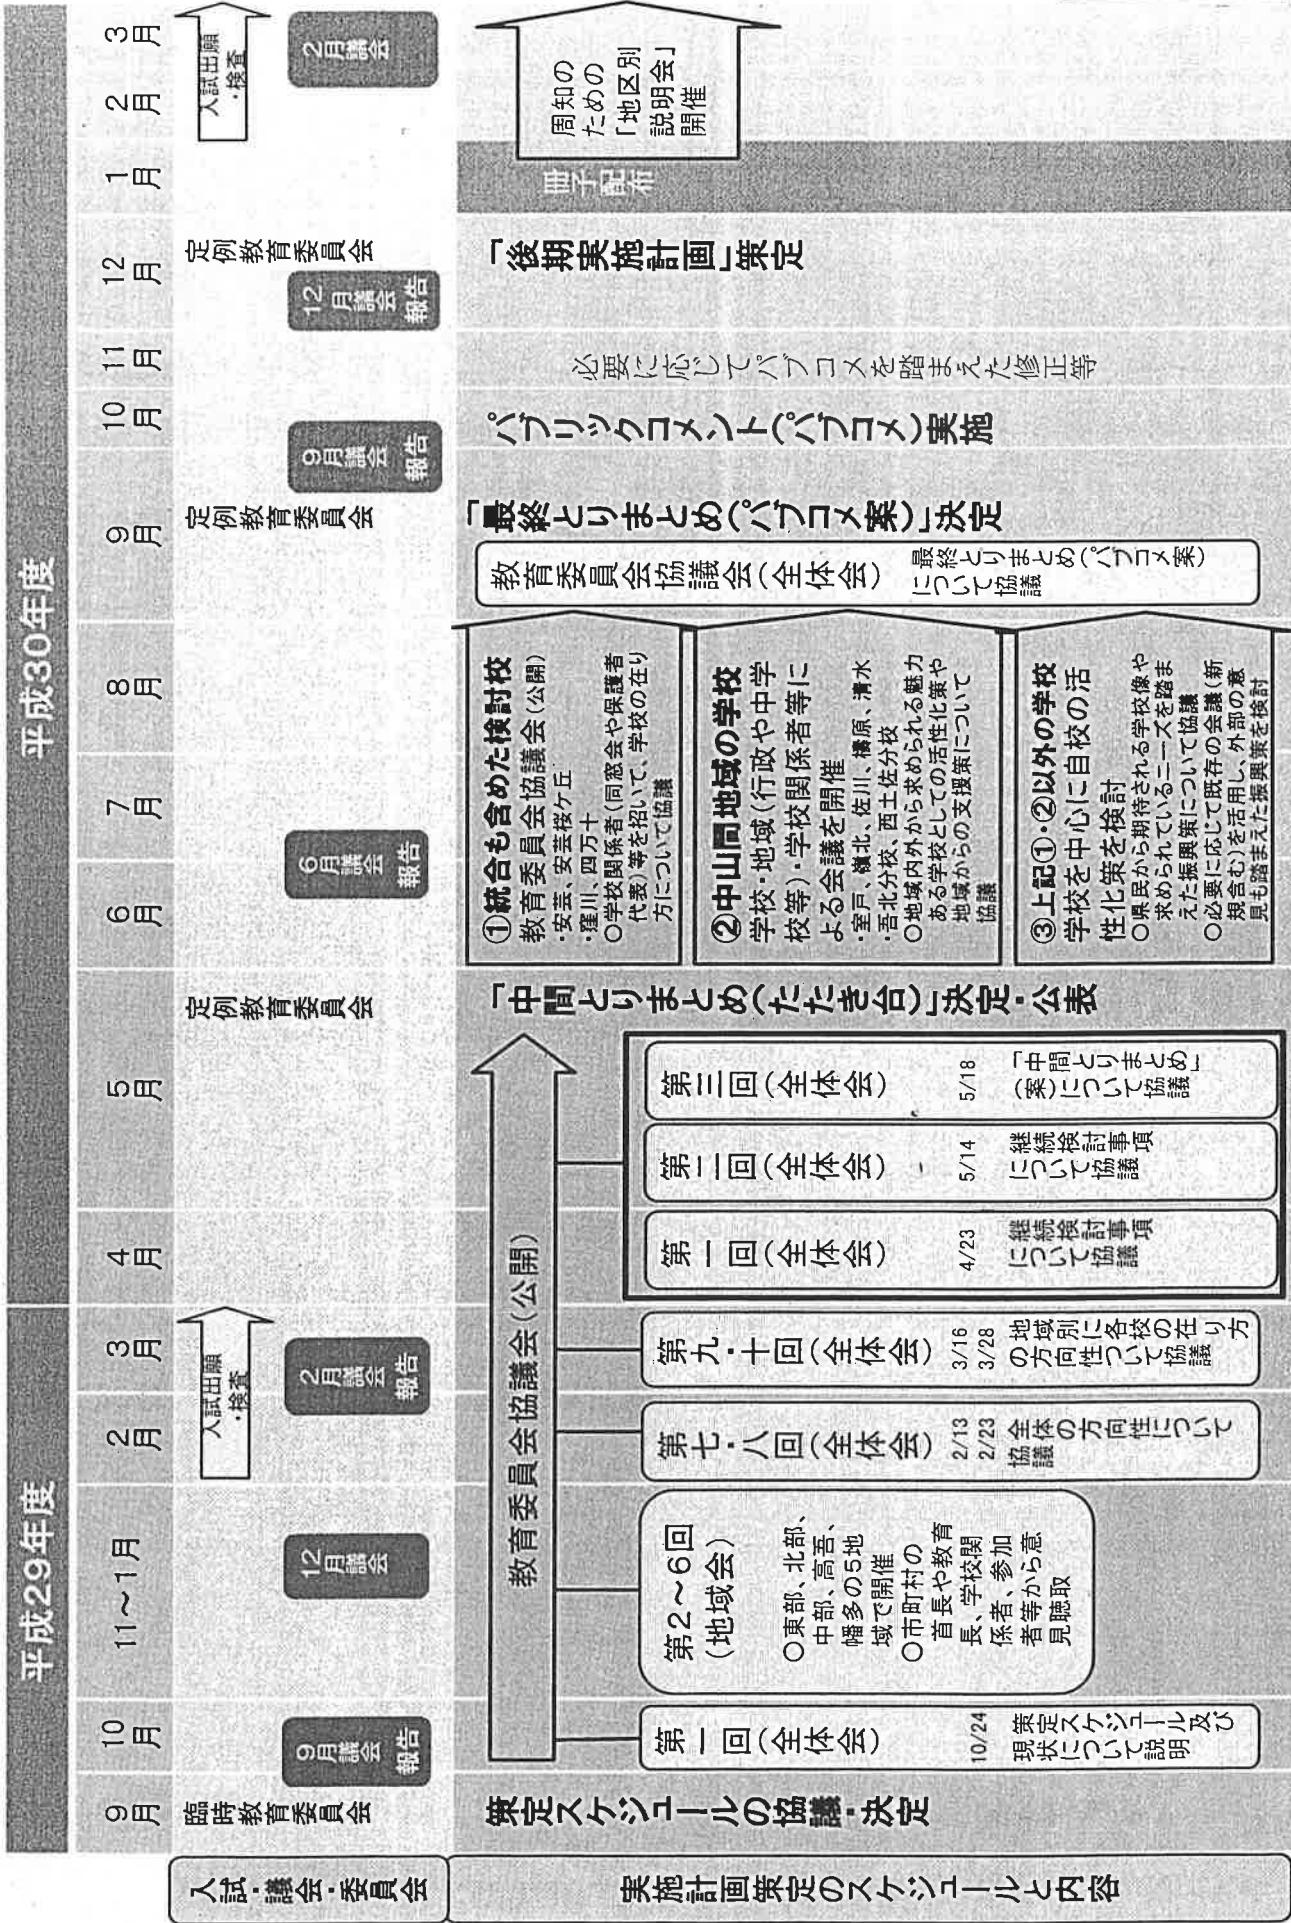 平成29年度
平成30年度
9月
10月
11～1月
2月
3月
4月
5月
6月
7月
8月
9月
10月
11月
12月
1月
2月
3月
入試・議会・委員会
臨時教育委員会
9月議会
報告
12月議会
入試出願
・検査
2月議会
報告
定例教育委員会
6月議会
報告
定例教育委員会
9月議会
報告
12月議会
報告
定例教育委員会
入試出願
・検査
2月議会
実施計画策定のスケジュールと内容
策定スケジュールの協議・決定
教育委員会協議会(公開)
第一回(全体会)
10/24
策定スケジュール及び
現状について説明
第2～6回
(地域会)
○東部、北部、
中部、高吾、
幡多の5地
域で開催
○市町村の
首長や教育
長、学校関
係者、参加
者等から意
見聴取
第七・八回(全体会)
2/13
2/23
全体の方向性について
協議
第九・十回(全体会)
3/16
3/28
地域別に各校の在り方
の方向性ついて協議
第一回(全体会)
4/23
継続検討事項
について協議
第二回(全体会)
5/14
継続検討事項
について協議
第三回(全体会)
5/18
「中間とりまとめ」
(案)について協議
「中間とりまとめ(たたき台)」決定・公表
①統合も含めた検討校
教育委員会協議会(公開)
・安芸、安芸桜ケ丘
・窪川、四万十
○学校関係者(同窓会や保護者
代表)等を招いて、学校の在り
方について協議
②中山間地域の学校
学校・地域(行政や中学
校等)・学校関係者等に
よる会議を開催
・室戸、嶺北、佐川、檮原、清水
・吾北分校、西土佐分校
○地域内外から求められる魅力
ある学校としての活性化策や
地域からの支援策について
協議
③上記①・②以外の学校
学校を中心に自校の活
性化策を検討
○県民から期待される学校像や
求められているニーズを踏ま
えた振興策について協議
○必要に応じて既存の会議(新
規含む)を活用し、外部の意
見も踏まえた振興策を検討
教育委員会協議会(全体会)
最終とりまとめ(パブコメ案)
について協議
「最終とりまとめ(パブコメ案)」決定
パブリックコメント(パブコメ)実施
必要に応じてパブコメを踏まえた修正等
「後期実施計画」策定
冊子配布
周知の
ための
「地区別
説明会」
開催